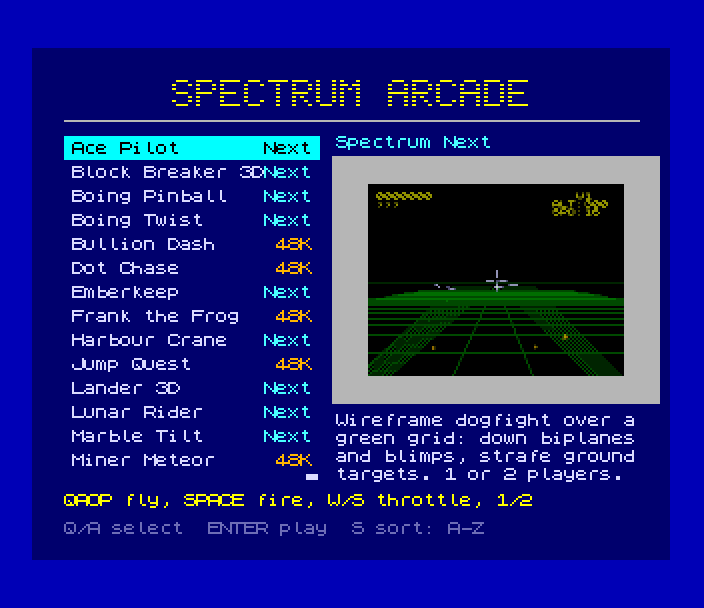 SPECTRUM ARCADE
Ace Pilot Next
Block Breaker 3D Next
Boing Pinball Next
Boing Twist Next
Bullion Dash 48K
Dot Chase 48K
Emberkeep Next
Frank the Frog 48K
Harbour Crane Next
Jump Quest 48K
Lander 3D Next
Lunar Rider Next
Marble Tilt Next
Miner Meteor 48K
Spectrum Next
0000000
Wireframe dogfight over a
green grid: down biplanes
and blimps, strafe ground
targets. 1 or 2 players.
QAOP fly, SPACE fire, W/S throttle, 1/2
Q/A select ENTER play S sort: A-Z